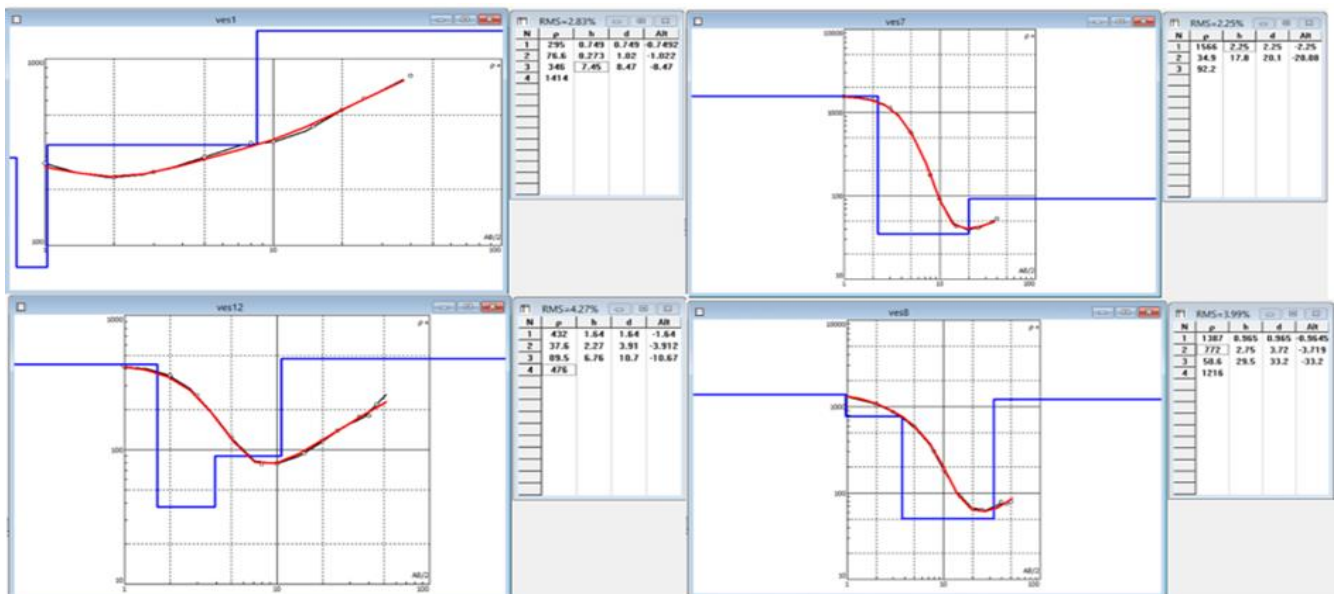 ves1
1000
ρ
100
1
10
AB/2
100
RMS=2.83%
N ρ h d Alt
1 295 0.749 0.749 -0.7492
2 76.6 0.273 1.02 -1.022
3 346 7.45 8.47 -8.47
4 1414
ves7
10000
ρ
1000
100
10
1
10
AB/2
100
RMS=2.25%
N ρ h d Alt
1 1566 2.25 2.25 -2.25
2 34.9 17.8 20.1 -20.08
3 92.2
ves12
1000
ρ
100
10
1
10
AB/2
100
RMS=4.27%
N ρ h d Alt
1 432 1.64 1.64 -1.64
2 37.6 2.27 3.91 -3.912
3 89.5 6.76 10.7 -10.67
4 476
ves8
10000
ρ
1000
100
10
1
10
AB/2
100
RMS=3.99%
N ρ h d Alt
1 1387 0.965 0.965 -0.9645
2 772 2.75 3.72 -3.719
3 50.6 29.5 33.2 -33.2
4 1216